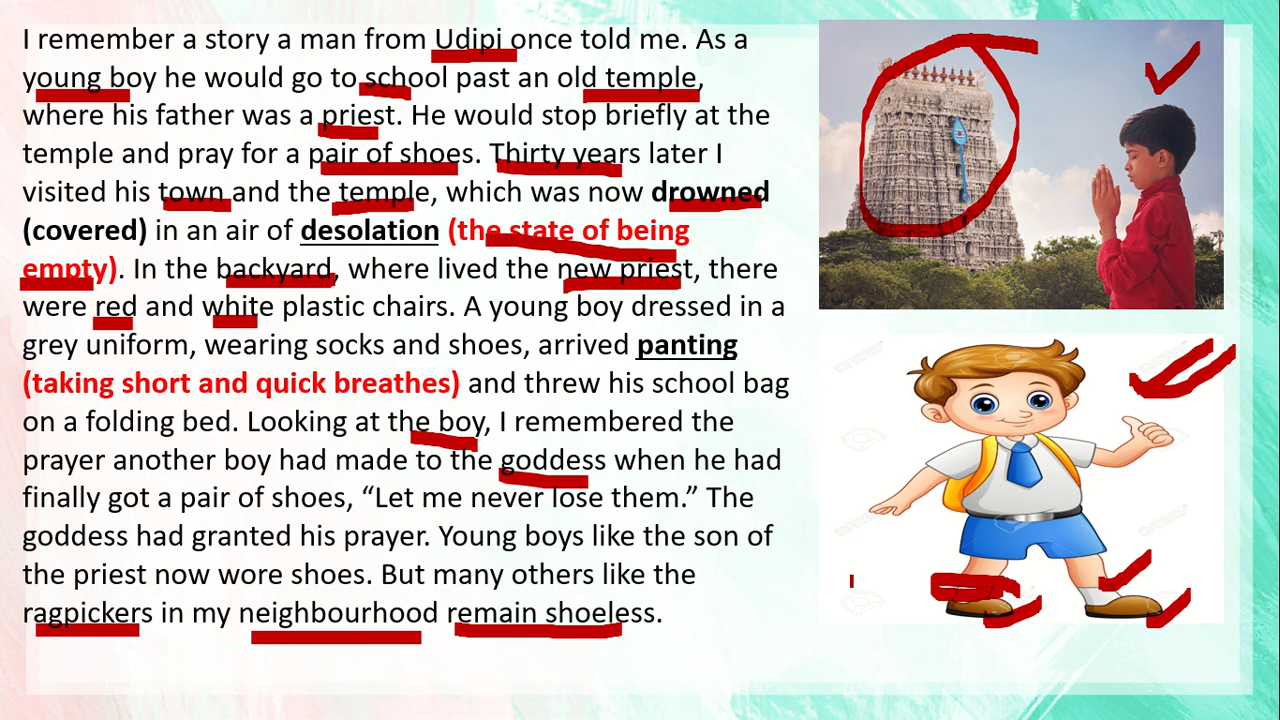 I remember a story a man from Udipi once told me. As a
young boy he would go to school past an old temple,
where his father was a priest. He would stop briefly at the
temple and pray for a pair of shoes. Thirty years later I
visited his town and the temple, which was now drowned
(covered) in an air of desolation (the state of being
empty). In the backyard, where lived the new priest, there
were red and white plastic chairs. A young boy dressed in a
grey uniform, wearing socks and shoes, arrived panting
(taking short and quick breathes) and threw his school bag
on a folding bed. Looking at the boy, I remembered the
prayer another boy had made to the goddess when he had
finally got a pair of shoes, “Let me never lose them.” The
goddess had granted his prayer. Young boys like the son of
the priest now wore shoes. But many others like the
ragpickers in my neighbourhood remain shoeless.